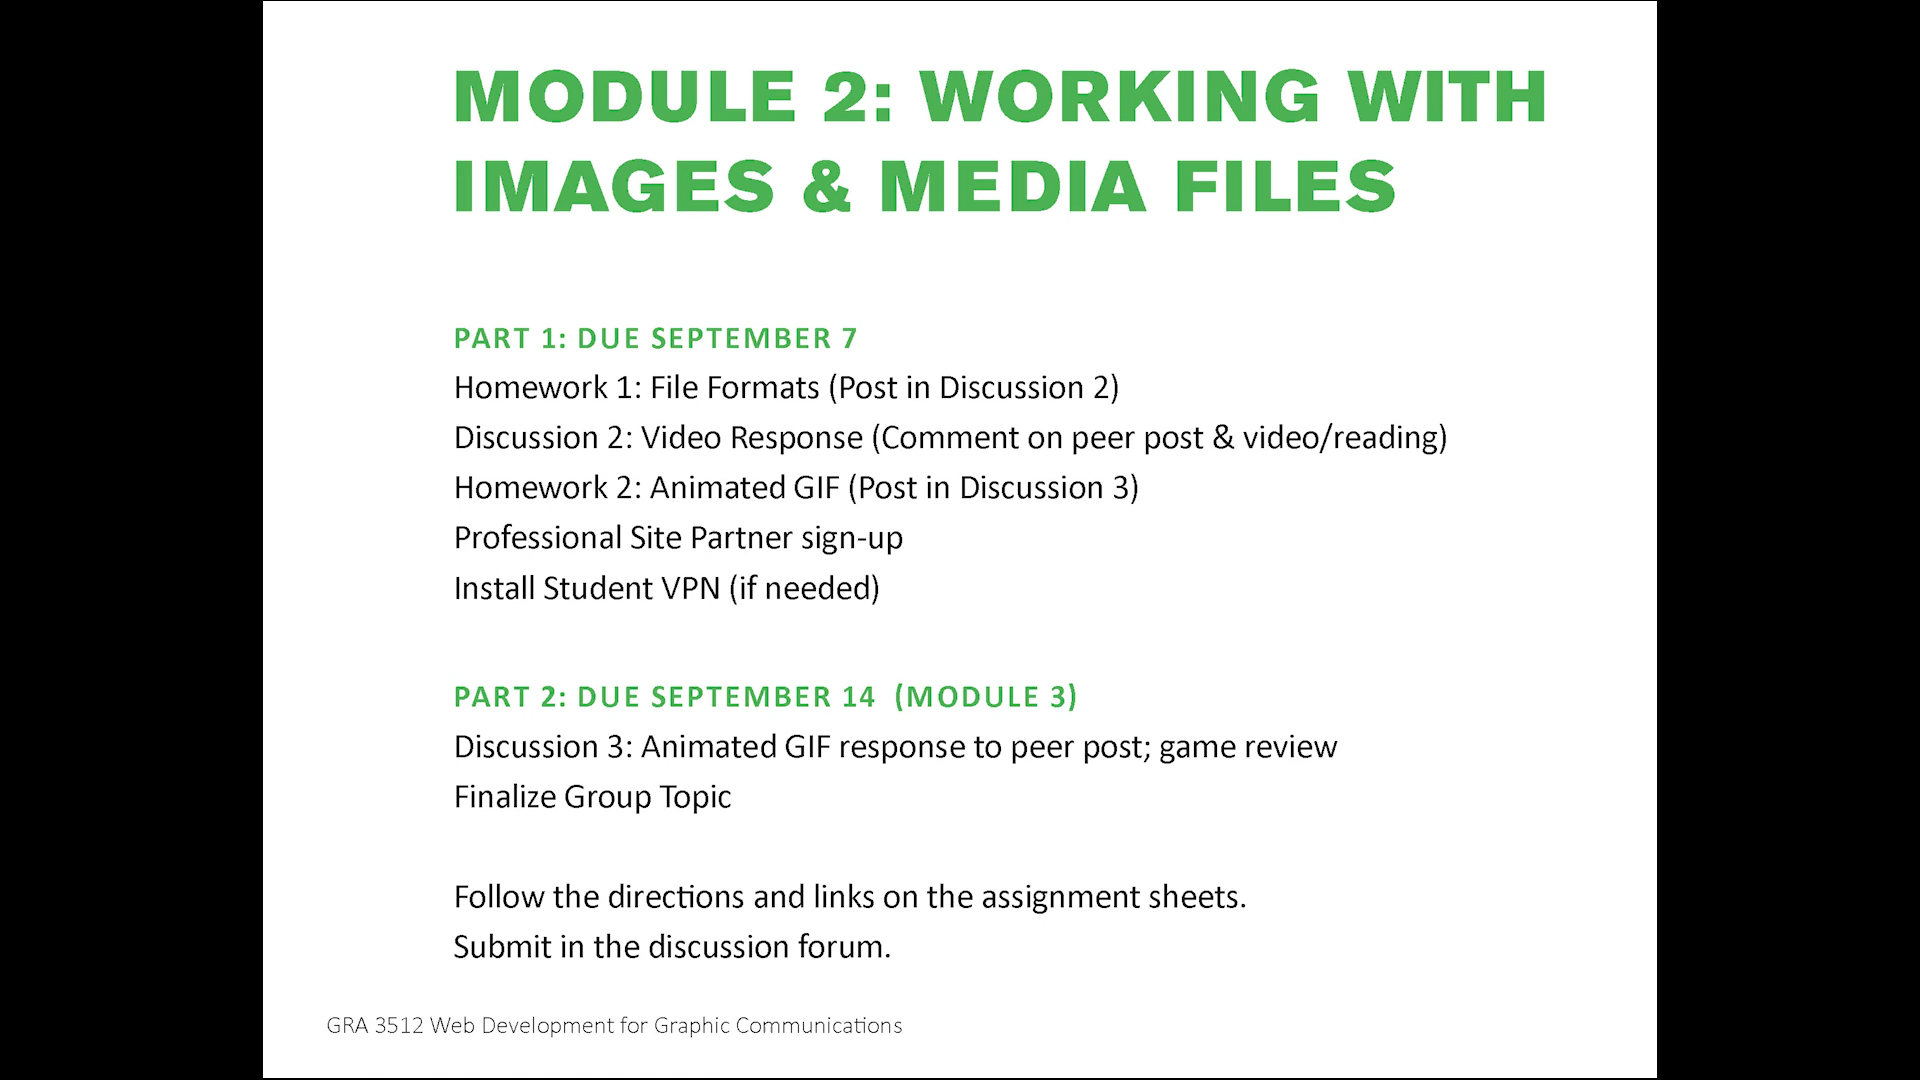 MODULE 2: WORKING WITH
IMAGES & MEDIA FILES
PART 1: DUE SEPTEMBER 7
Homework 1: File Formats (Post in Discussion 2)
Discussion 2: Video Response (Comment on peer post & video/reading)
Homework 2: Animated GIF (Post in Discussion 3)
Professional Site Partner sign-up
Install Student VPN (if needed)
PART 2: DUE SEPTEMBER 14 (MODULE 3)
Discussion 3: Animated GIF response to peer post; game review
Finalize Group Topic
Follow the directions and links on the assignment sheets.
Submit in the discussion forum.
GRA 3512 Web Development for Graphic Communications